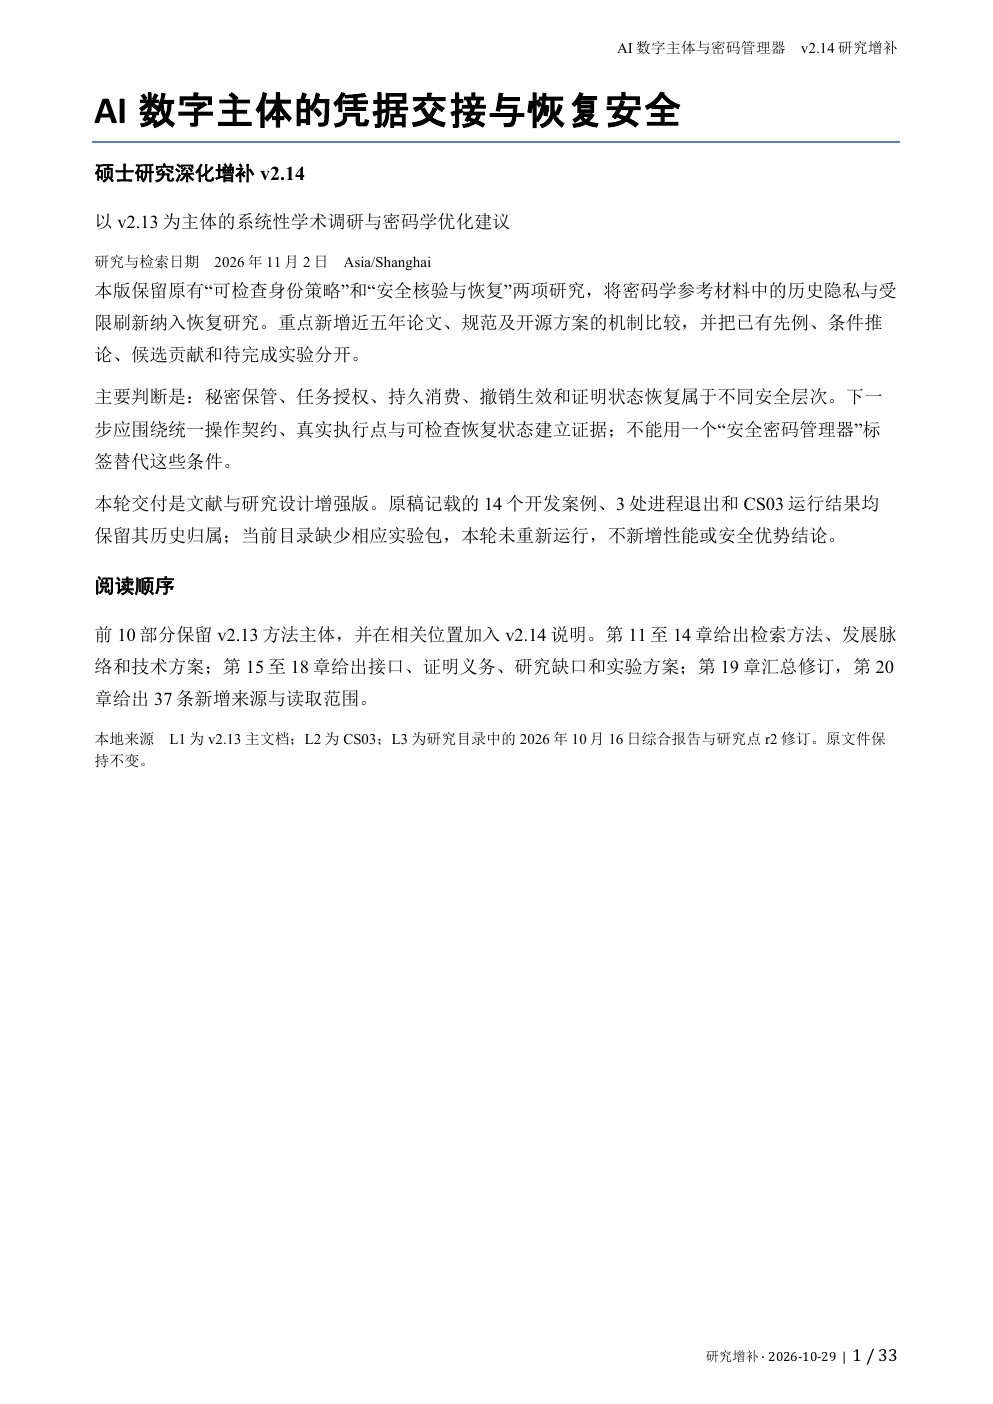 AI 数字主体与密码管理器　v2.14 研究增补
AI 数字主体的凭据交接与恢复安全
硕士研究深化增补 v2.14
以 v2.13 为主体的系统性学术调研与密码学优化建议
研究与检索日期　2026 年 11 月 2 日　Asia/Shanghai
本版保留原有“可检查身份策略”和“安全核验与恢复”两项研究，将密码学参考材料中的历史隐私与受
限刷新纳入恢复研究。重点新增近五年论文、规范及开源方案的机制比较，并把已有先例、条件推
论、候选贡献和待完成实验分开。
主要判断是：秘密保管、任务授权、持久消费、撤销生效和证明状态恢复属于不同安全层次。下一
步应围绕统一操作契约、真实执行点与可检查恢复状态建立证据；不能用一个“安全密码管理器”标
签替代这些条件。
本轮交付是文献与研究设计增强版。原稿记载的 14 个开发案例、3 处进程退出和 CS03 运行结果均
保留其历史归属；当前目录缺少相应实验包，本轮未重新运行，不新增性能或安全优势结论。
阅读顺序
前 10 部分保留 v2.13 方法主体，并在相关位置加入 v2.14 说明。第 11 至 14 章给出检索方法、发展脉
络和技术方案；第 15 至 18 章给出接口、证明义务、研究缺口和实验方案；第 19 章汇总修订，第 20
章给出 37 条新增来源与读取范围。
本地来源　L1 为 v2.13 主文档；L2 为 CS03；L3 为研究目录中的 2026 年 10 月 16 日综合报告与研究点 r2 修订。原文件保
持不变。
研究增补 · 2026-10-29 | 1 / 33